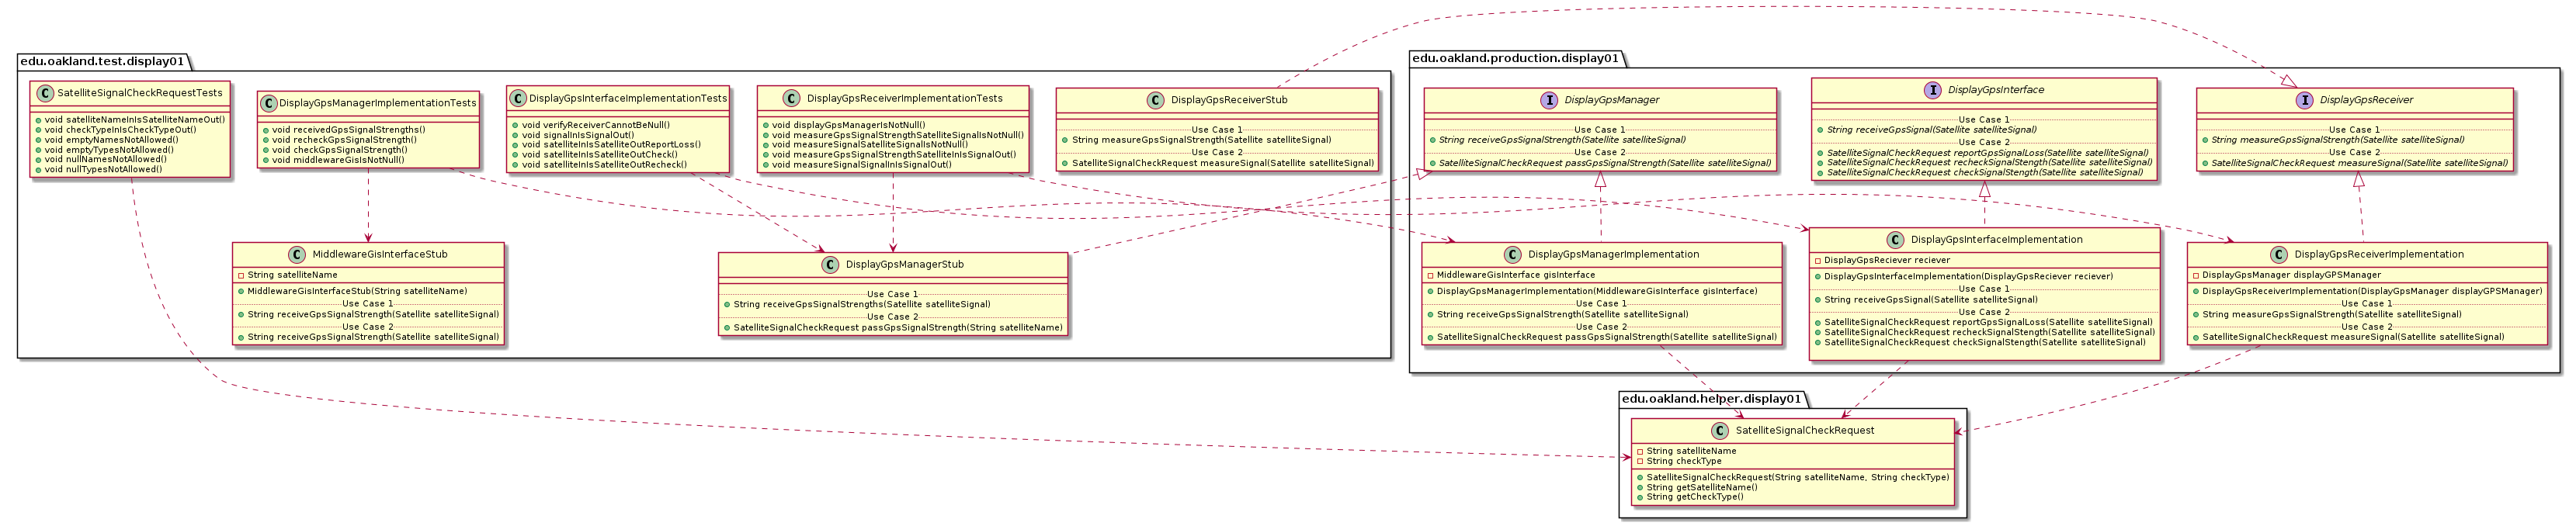 edu.oakland.test.display01
C SatelliteSignalCheckRequestTests
void satelliteNameInIsSatelliteNameOut()
void checkTypeInIsCheckTypeOut()
void emptyNamesNotAllowed()
void emptyTypesNotAllowed()
void nullNamesNotAllowed()
void nullTypesNotAllowed()
C DisplayGpsManagerImplementationTests
void receivedGpsSignalStrengths()
void recheckGpsSignalStrength()
void checkGpsSignalStrength()
void middlewareGisIsNotNull()
C DisplayGpsInterfaceImplementationTests
void verifyReceiverCannotBeNull()
void signalInIsSignalOut()
void satelliteInIsSatelliteOutReportLoss()
void satelliteInIsSatelliteOutCheck()
void satelliteInIsSatelliteOutRecheck()
C DisplayGpsReceiverImplementationTests
void displayGpsManagerIsNotNull()
void measureGpsSignalStrengthSatelliteSignalIsNotNull()
void measureSignalSatelliteSignalIsNotNull()
void measureGpsSignalStrengthSatelliteInIsSignalOut()
void measureSignalSignalInIsSignalOut()
C DisplayGpsReceiverStub
Use Case 1
String measureGpsSignalStrength(Satellite satelliteSignal)
Use Case 2
SatelliteSignalCheckRequest measureSignal(Satellite satelliteSignal)
C MiddlewareGisInterfaceStub
String satelliteName
MiddlewareGisInterfaceStub(String satelliteName)
Use Case 1
String receiveGpsSignalStrength(Satellite satelliteSignal)
Use Case 2
String receiveGpsSignalStrength(Satellite satelliteSignal)
C DisplayGpsManagerStub
Use Case 1
String receiveGpsSignalStrengths(Satellite satelliteSignal)
Use Case 2
SatelliteSignalCheckRequest passGpsSignalStrength(String satelliteName)
edu.oakland.production.display01
I DisplayGpsManager
Use Case 1
String receiveGpsSignalStrength(Satellite satelliteSignal)
Use Case 2
SatelliteSignalCheckRequest passGpsSignalStrength(Satellite satelliteSignal)
I DisplayGpsInterface
Use Case 1
String receiveGpsSignal(Satellite satelliteSignal)
Use Case 2
SatelliteSignalCheckRequest reportGpsSignalLoss(Satellite satelliteSignal)
SatelliteSignalCheckRequest recheckSignalStength(Satellite satelliteSignal)
SatelliteSignalCheckRequest checkSignalStength(Satellite satelliteSignal)
I DisplayGpsReceiver
Use Case 1
String measureGpsSignalStrength(Satellite satelliteSignal)
Use Case 2
SatelliteSignalCheckRequest measureSignal(Satellite satelliteSignal)
C DisplayGpsManagerImplementation
MiddlewareGisInterface gisInterface
DisplayGpsManagerImplementation(MiddlewareGisInterface gisInterface)
Use Case 1
String receiveGpsSignalStrength(Satellite satelliteSignal)
Use Case 2
SatelliteSignalCheckRequest passGpsSignalStrength(Satellite satelliteSignal)
C DisplayGpsInterfaceImplementation
DisplayGpsReciever reciever
DisplayGpsInterfaceImplementation(DisplayGpsReciever reciever)
Use Case 1
String receiveGpsSignal(Satellite satelliteSignal)
Use Case 2
SatelliteSignalCheckRequest reportGpsSignalLoss(Satellite satelliteSignal)
SatelliteSignalCheckRequest recheckSignalStength(Satellite satelliteSignal)
SatelliteSignalCheckRequest checkSignalStength(Satellite satelliteSignal)
C DisplayGpsReceiverImplementation
DisplayGpsManager displayGPSManager
DisplayGpsReceiverImplementation(DisplayGpsManager displayGPSManager)
Use Case 1
String measureGpsSignalStrength(Satellite satelliteSignal)
Use Case 2
SatelliteSignalCheckRequest measureSignal(Satellite satelliteSignal)
edu.oakland.helper.display01
C SatelliteSignalCheckRequest
String satelliteName
String checkType
SatelliteSignalCheckRequest(String satelliteName, String checkType)
String getSatelliteName()
String getCheckType()